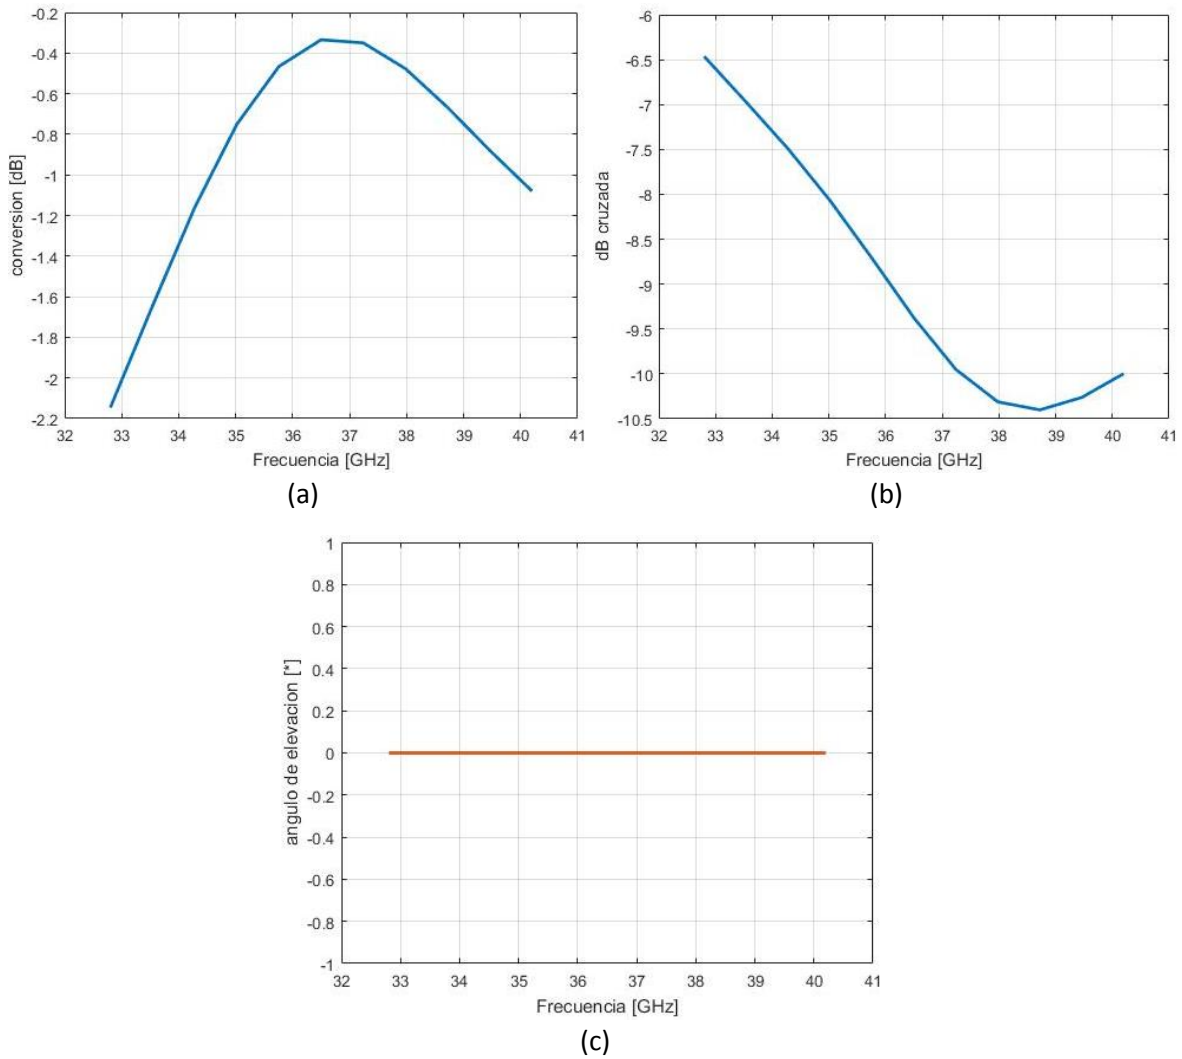 -0.2
-0.4
-0.6
-0.8
-1
-1.2
-1.4
-1.6
-1.8
-2
-2.2
conversion [dB]
32 33 34 35 36 37 38 39 40 41
Frecuencia [GHz]
(a)
-6
-6.5
-7
-7.5
-8
-8.5
-9
-9.5
-10
-10.5
dB cruzada
32 33 34 35 36 37 38 39 40 41
Frecuencia [GHz]
(b)
1
0.8
0.6
0.4
0.2
0
-0.2
-0.4
-0.6
-0.8
-1
angulo de elevacion [*]
32 33 34 35 36 37 38 39 40 41
Frecuencia [GHz]
(c)